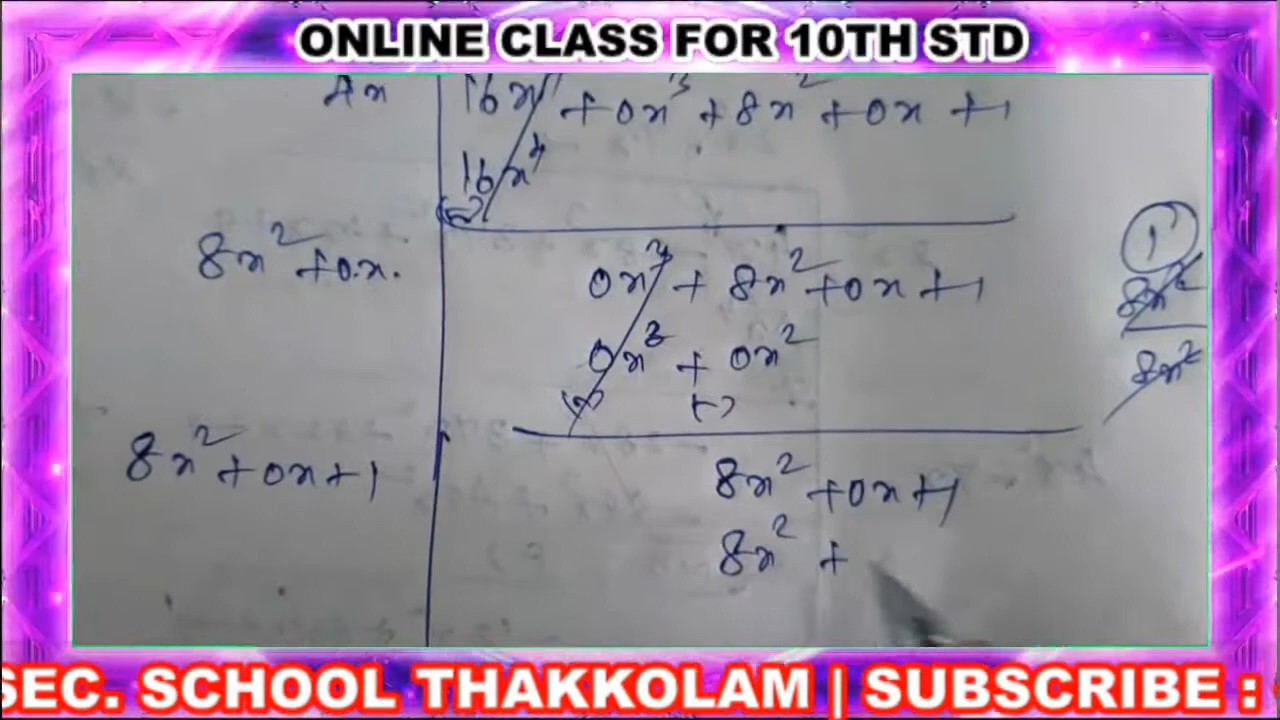 ONLINE CLASS FOR 10TH STD
4x² | 16x⁴ + 0x³ + 8x² + 0x + 1
16x⁴
(-)
8x² + 0x. | 0x³ + 8x² + 0x + 1
0x³ + 0x²
(-) (-)
8x² + 0x + 1 | 8x² + 0x + 1
8x² +
1
8x²
8x²
SEC. SCHOOL THAKKOLAM | SUBSCRIBE :